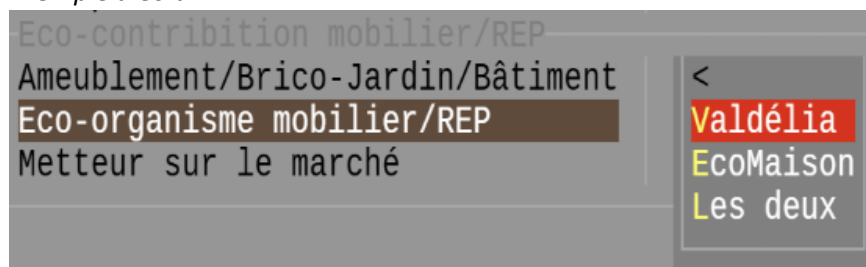 Eco-contribition mobilier/REP
Ameublement/Brico-Jardin/Bâtiment
<
Eco-organisme mobilier/REP
Valdélia
Metteur sur le marché
EcoMaison
Les deux